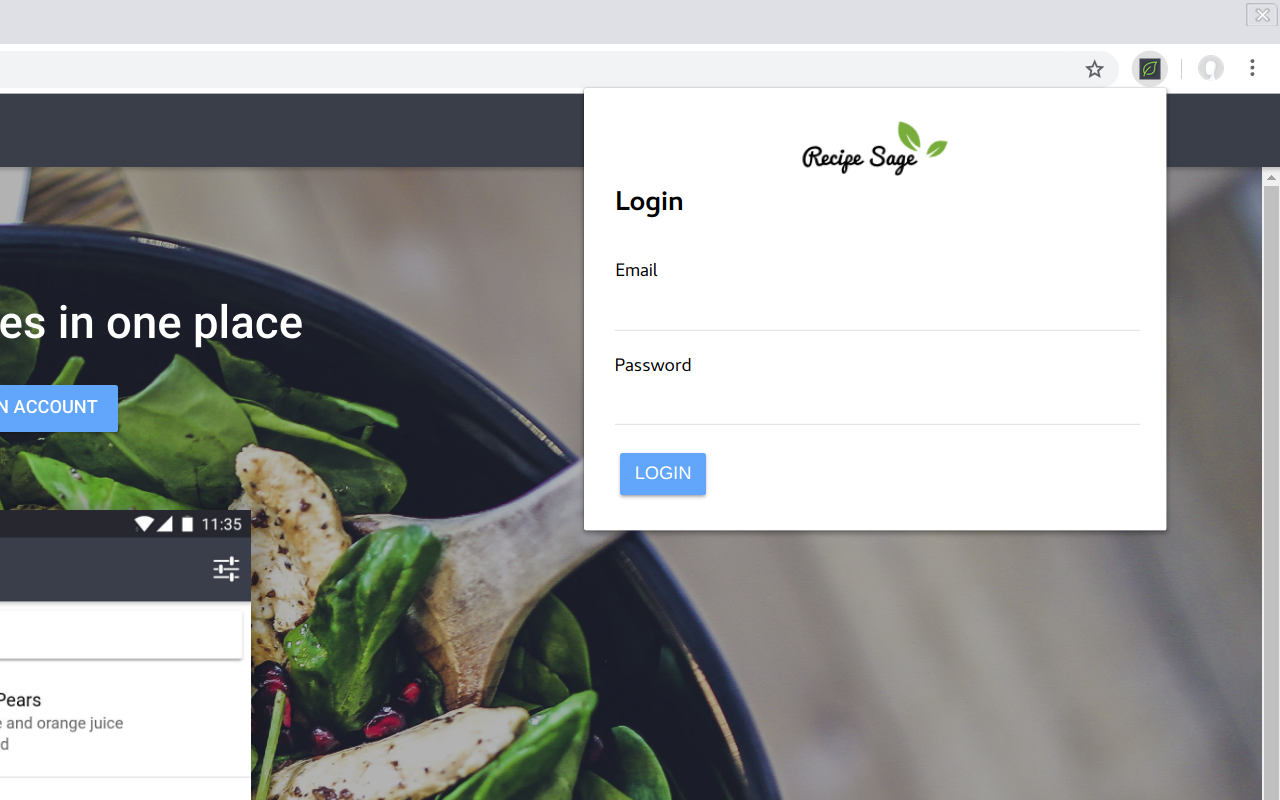 Recipe Sage
Login
Email
Password
LOGIN
es in one place
N ACCOUNT
11:35
Pears
e and orange juice
d